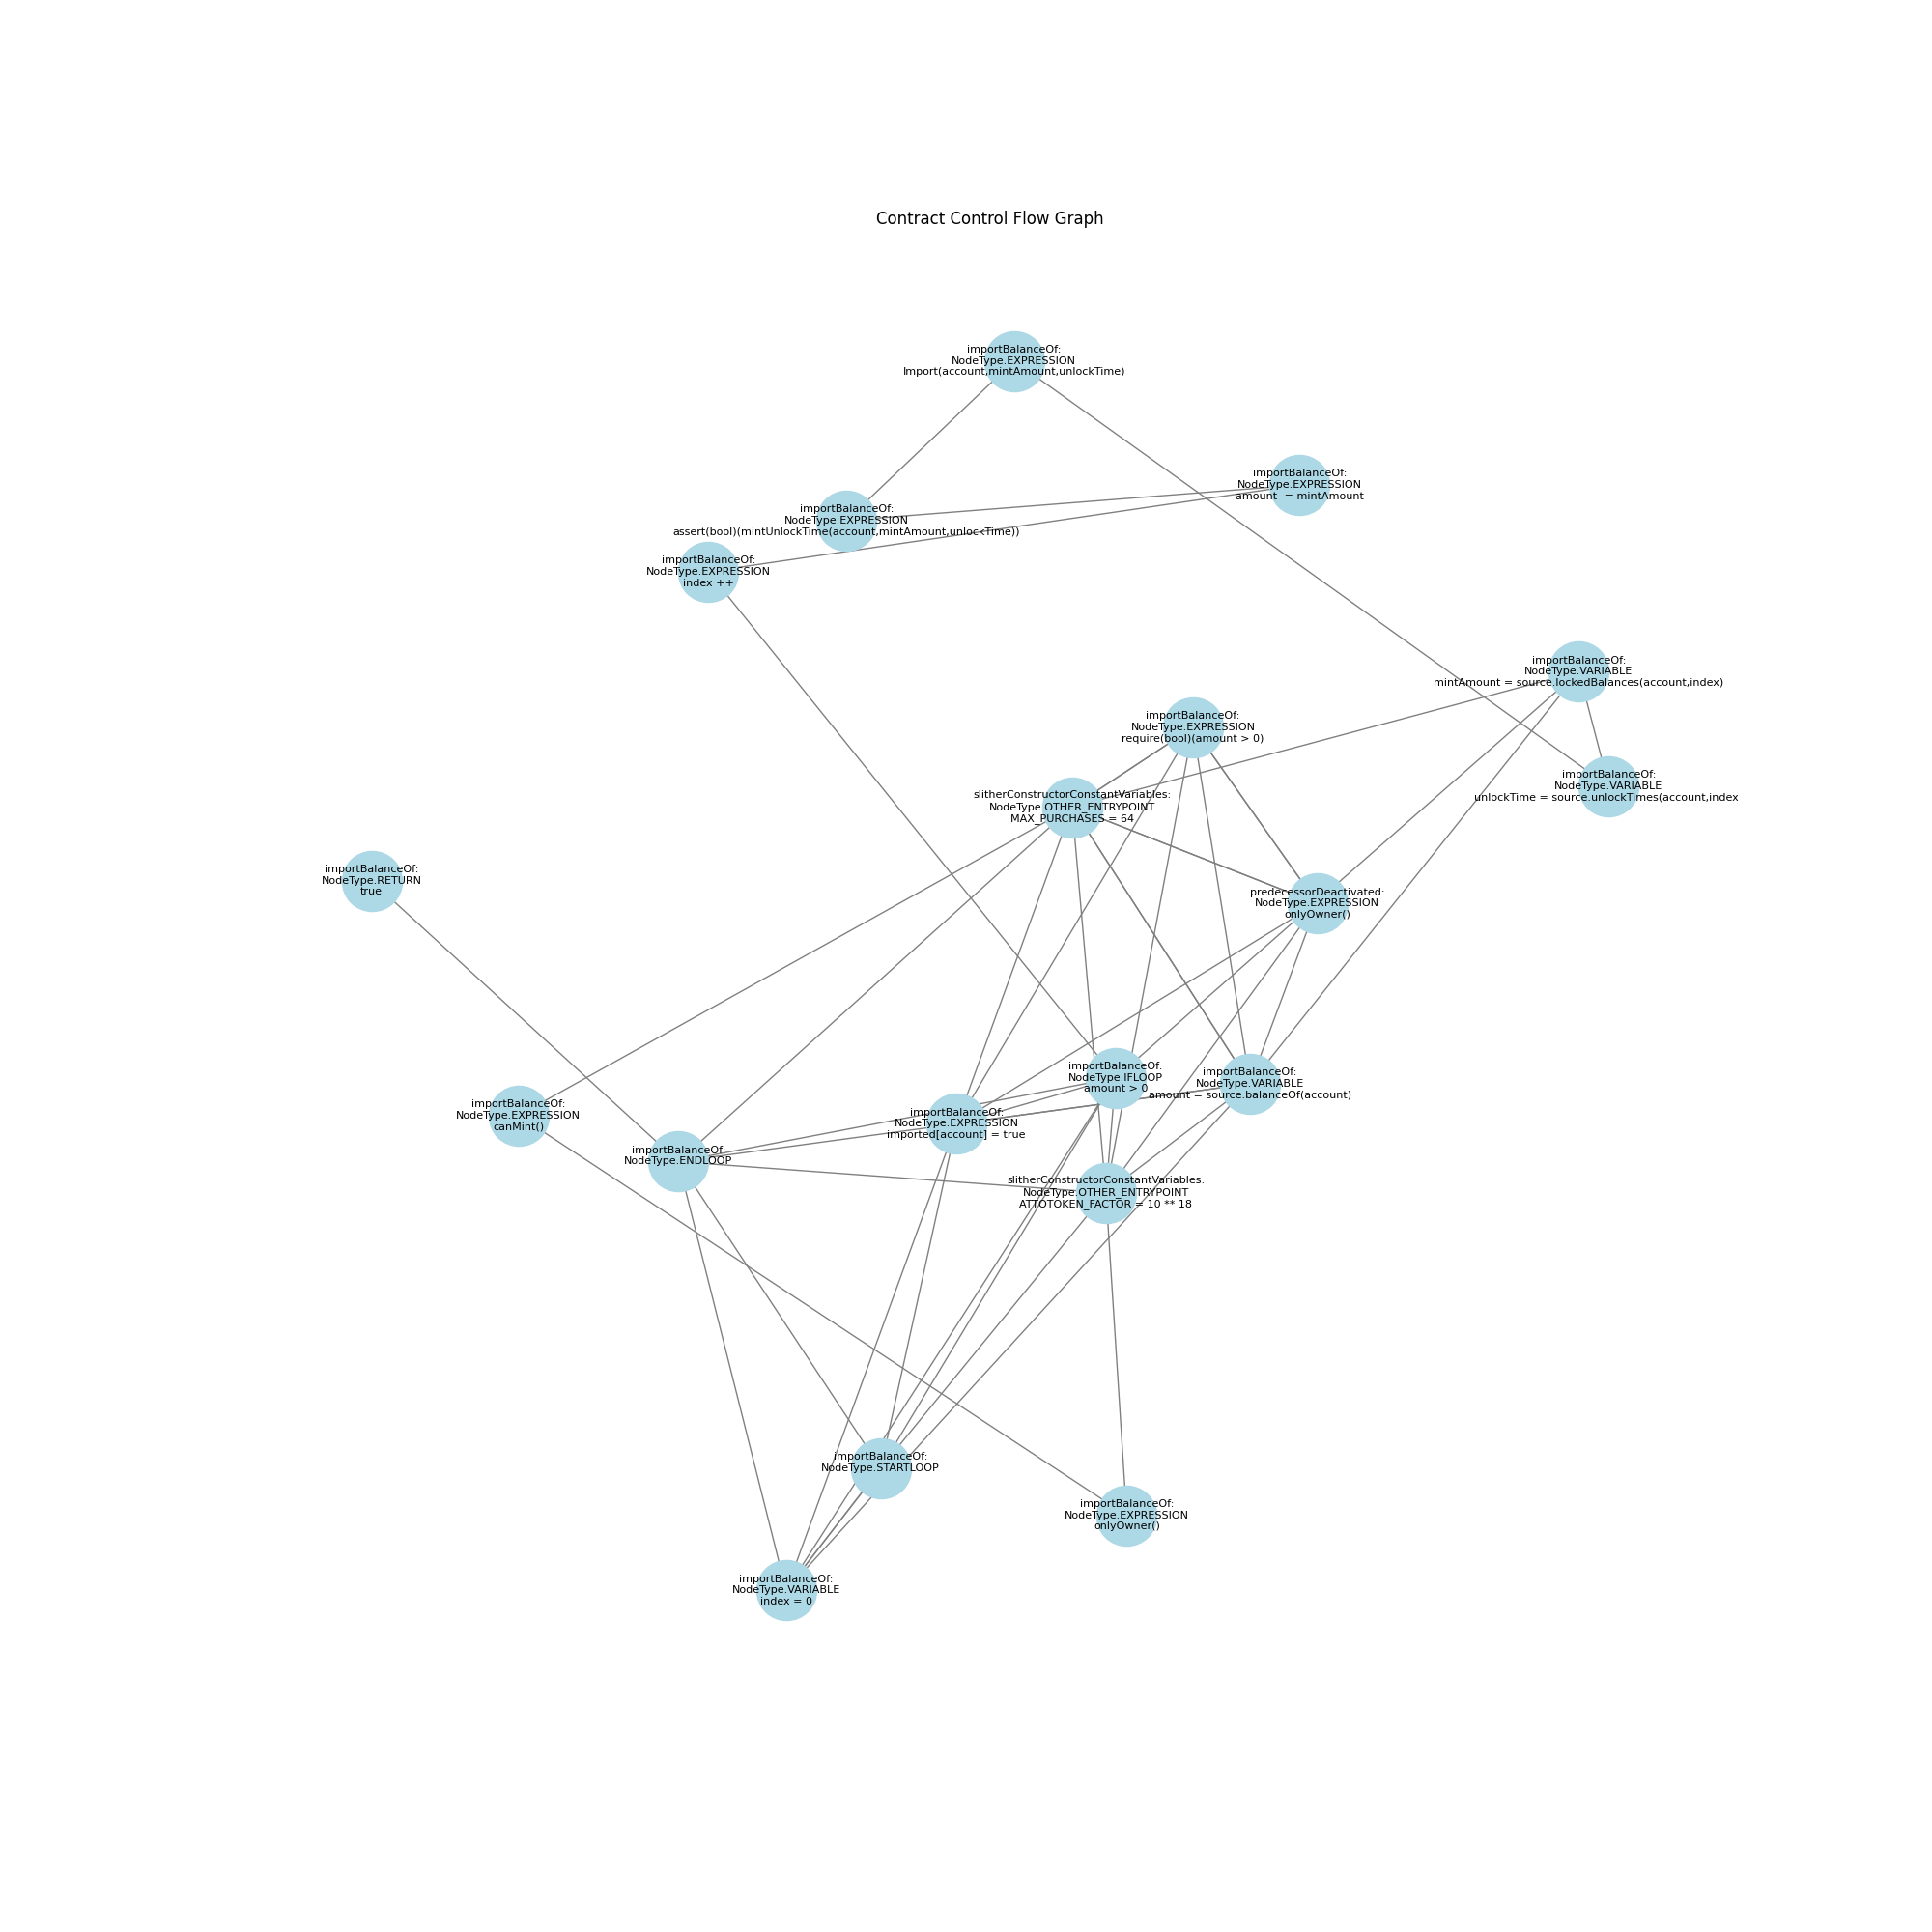 Contract Control Flow Graph
importBalanceOf:
NodeType.EXPRESSION
Import(account,mintAmount,unlockTime)
importBalanceOf:
NodeType.EXPRESSION
amount -= mintAmount
importBalanceOf:
NodeType.EXPRESSION
assert(bool)(mintUnlockTime(account,mintAmount,unlockTime))
importBalanceOf:
NodeType.EXPRESSION
index ++
importBalanceOf:
NodeType.VARIABLE
mintAmount = source.lockedBalances(account,index)
importBalanceOf:
NodeType.EXPRESSION
require(bool)(amount > 0)
importBalanceOf:
NodeType.VARIABLE
unlockTime = source.unlockTimes(account,index
slitherConstructorConstantVariables:
NodeType.OTHER_ENTRYPOINT
MAX_PURCHASES = 64
importBalanceOf:
NodeType.RETURN
true
predecessorDeactivated:
NodeType.EXPRESSION
onlyOwner()
importBalanceOf:
NodeType.IFLOOP
amount > 0
importBalanceOf:
NodeType.VARIABLE
amount = source.balanceOf(account)
importBalanceOf:
NodeType.EXPRESSION
canMint()
importBalanceOf:
NodeType.EXPRESSION
imported[account] = true
importBalanceOf:
NodeType.ENDLOOP
slitherConstructorConstantVariables:
NodeType.OTHER_ENTRYPOINT
ATTOTOKEN_FACTOR = 10 ** 18
importBalanceOf:
NodeType.STARTLOOP
importBalanceOf:
NodeType.EXPRESSION
onlyOwner()
importBalanceOf:
NodeType.VARIABLE
index = 0